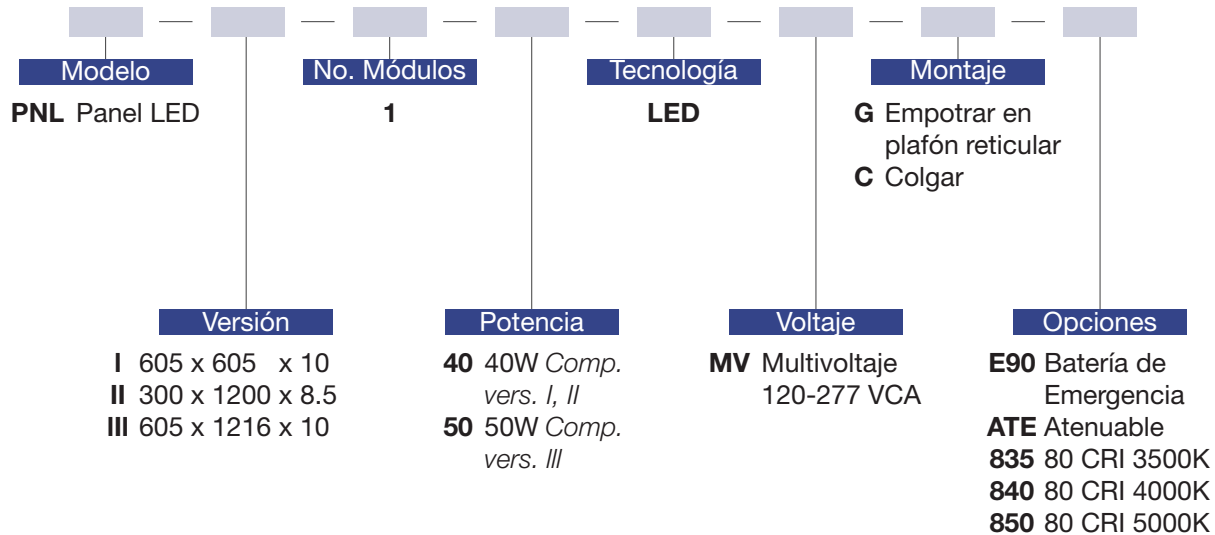 Modelo
PNL Panel LED
No. Módulos
1
Tecnología
LED
Montaje
G Empotrar en
plafón reticular
C Colgar
Versión
I 605 x 605 x 10
II 300 x 1200 x 8.5
III 605 x 1216 x 10
Potencia
40 40W Comp.
vers. I, II
50 50W Comp.
vers. III
Voltaje
MV Multivoltaje
120-277 VCA
Opciones
E90 Batería de
Emergencia
ATE Atenuable
835 80 CRI 3500K
840 80 CRI 4000K
850 80 CRI 5000K